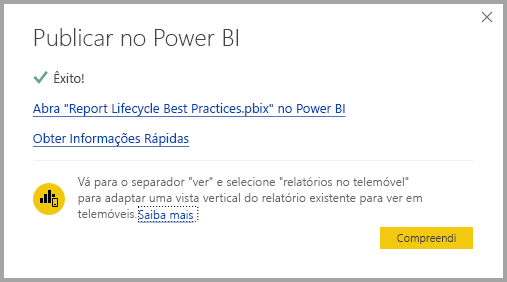 Publicar no Power BI
Êxito!
Abra "Report Lifecycle Best Practices.pbix" no Power BI
Obter Informações Rápidas
Vá para o separador "ver" e selecione "relatórios no telemóvel"
para adaptar uma vista vertical do relatório existente para ver em
telemóveis. Saiba mais
Compreendi